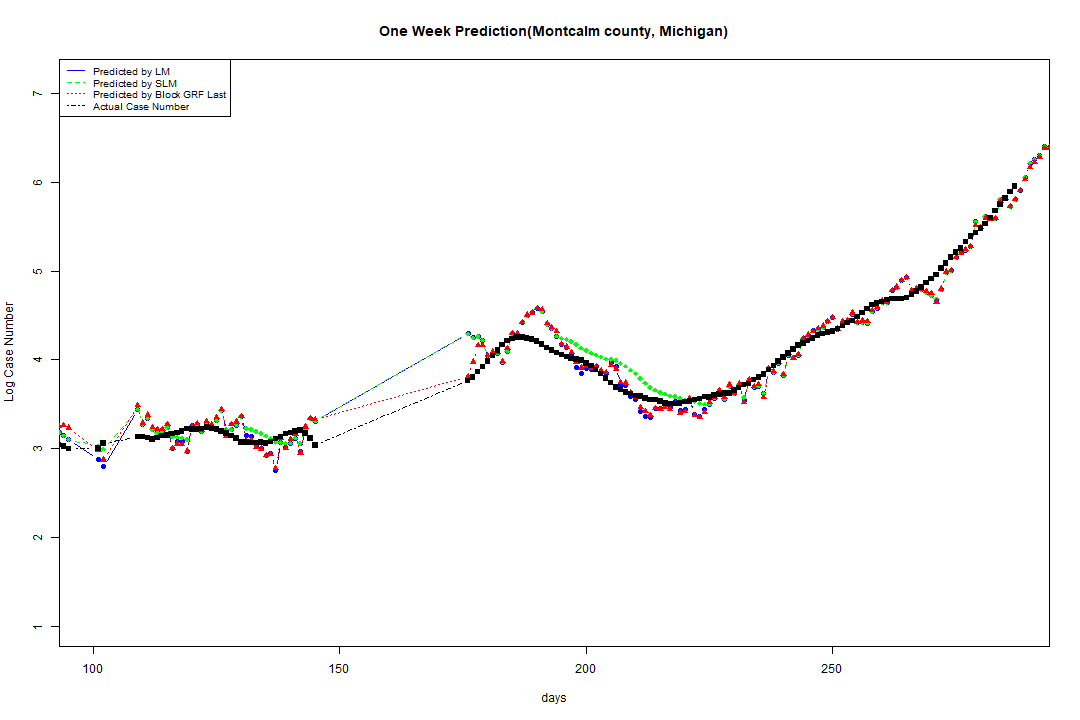 One Week Prediction(Montcalm county, Michigan)
Predicted by LM
Predicted by SLM
Predicted by Block GRF Last
Actual Case Number
7
6
5
4
3
2
1
Log Case Number
100 150 200 250
days